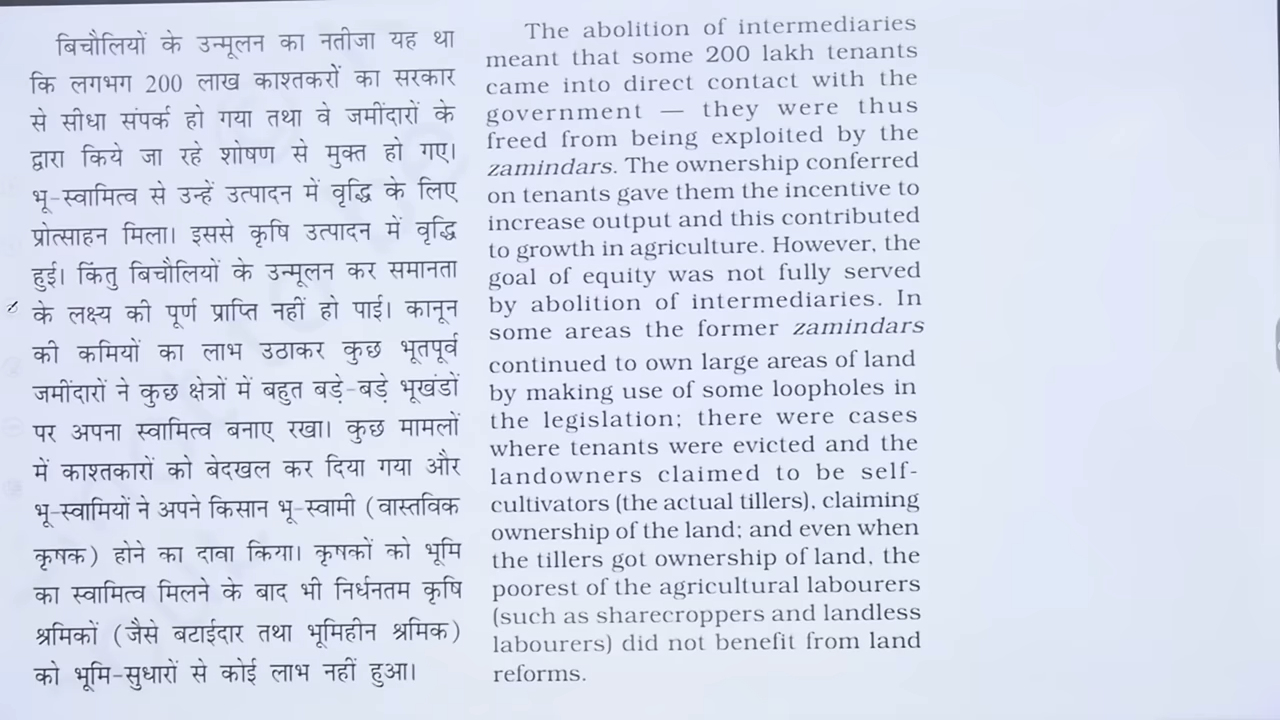 बिचौलियों के उन्मूलन का नतीजा यह था
कि लगभग 200 लाख काश्तकरों का सरकार
से सीधा संपर्क हो गया तथा वे जमींदारों के
द्वारा किये जा रहे शोषण से मुक्त हो गए।
भू-स्वामित्व से उन्हें उत्पादन में वृद्धि के लिए
प्रोत्साहन मिला। इससे कृषि उत्पादन में वृद्धि
हुई। किंतु बिचौलियों के उन्मूलन कर समानता
के लक्ष्य की पूर्ण प्राप्ति नहीं हो पाई। कानून
की कमियों का लाभ उठाकर कुछ भूतपूर्व
जमींदारों ने कुछ क्षेत्रों में बहुत बड़े-बड़े भूखंडों
पर अपना स्वामित्व बनाए रखा। कुछ मामलों
में काश्तकारों को बेदखल कर दिया गया और
भू-स्वामियों ने अपने किसान भू-स्वामी (वास्तविक
कृषक) होने का दावा किया। कृषकों को भूमि
का स्वामित्व मिलने के बाद भी निर्धनतम कृषि
श्रमिकों (जैसे बटाईदार तथा भूमिहीन श्रमिक)
को भूमि-सुधारों से कोई लाभ नहीं हुआ।
The abolition of intermediaries
meant that some 200 lakh tenants
came into direct contact with the
government — they were thus
freed from being exploited by the
zamindars. The ownership conferred
on tenants gave them the incentive to
increase output and this contributed
to growth in agriculture. However, the
goal of equity was not fully served
by abolition of intermediaries. In
some areas the former zamindars
continued to own large areas of land
by making use of some loopholes in
the legislation; there were cases
where tenants were evicted and the
landowners claimed to be self-
cultivators (the actual tillers), claiming
ownership of the land; and even when
the tillers got ownership of land, the
poorest of the agricultural labourers
(such as sharecroppers and landless
labourers) did not benefit from land
reforms.